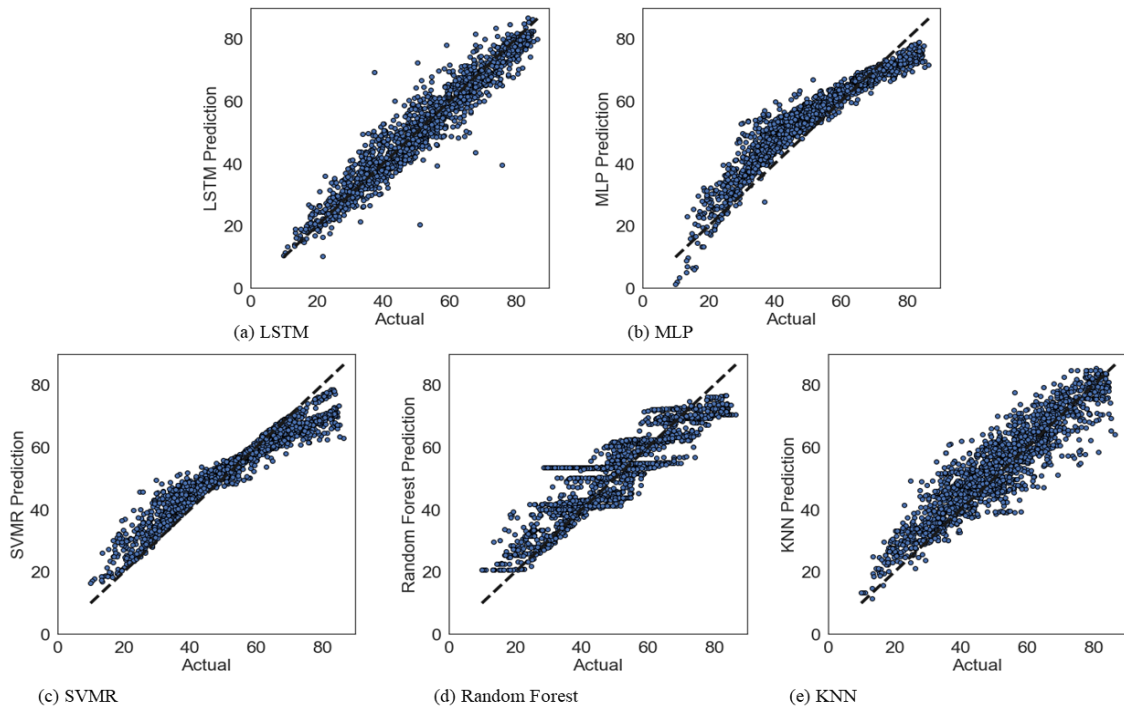 LSTM Prediction
80
60
40
20
0
0 20 40 60 80
Actual
(a) LSTM
MLP Prediction
80
60
40
20
0
0 20 40 60 80
Actual
(b) MLP
SVMR Prediction
80
60
40
20
0
0 20 40 60 80
Actual
(c) SVMR
Random Forest Prediction
80
60
40
20
0
0 20 40 60 80
Actual
(d) Random Forest
KNN Prediction
80
60
40
20
0
0 20 40 60 80
Actual
(e) KNN